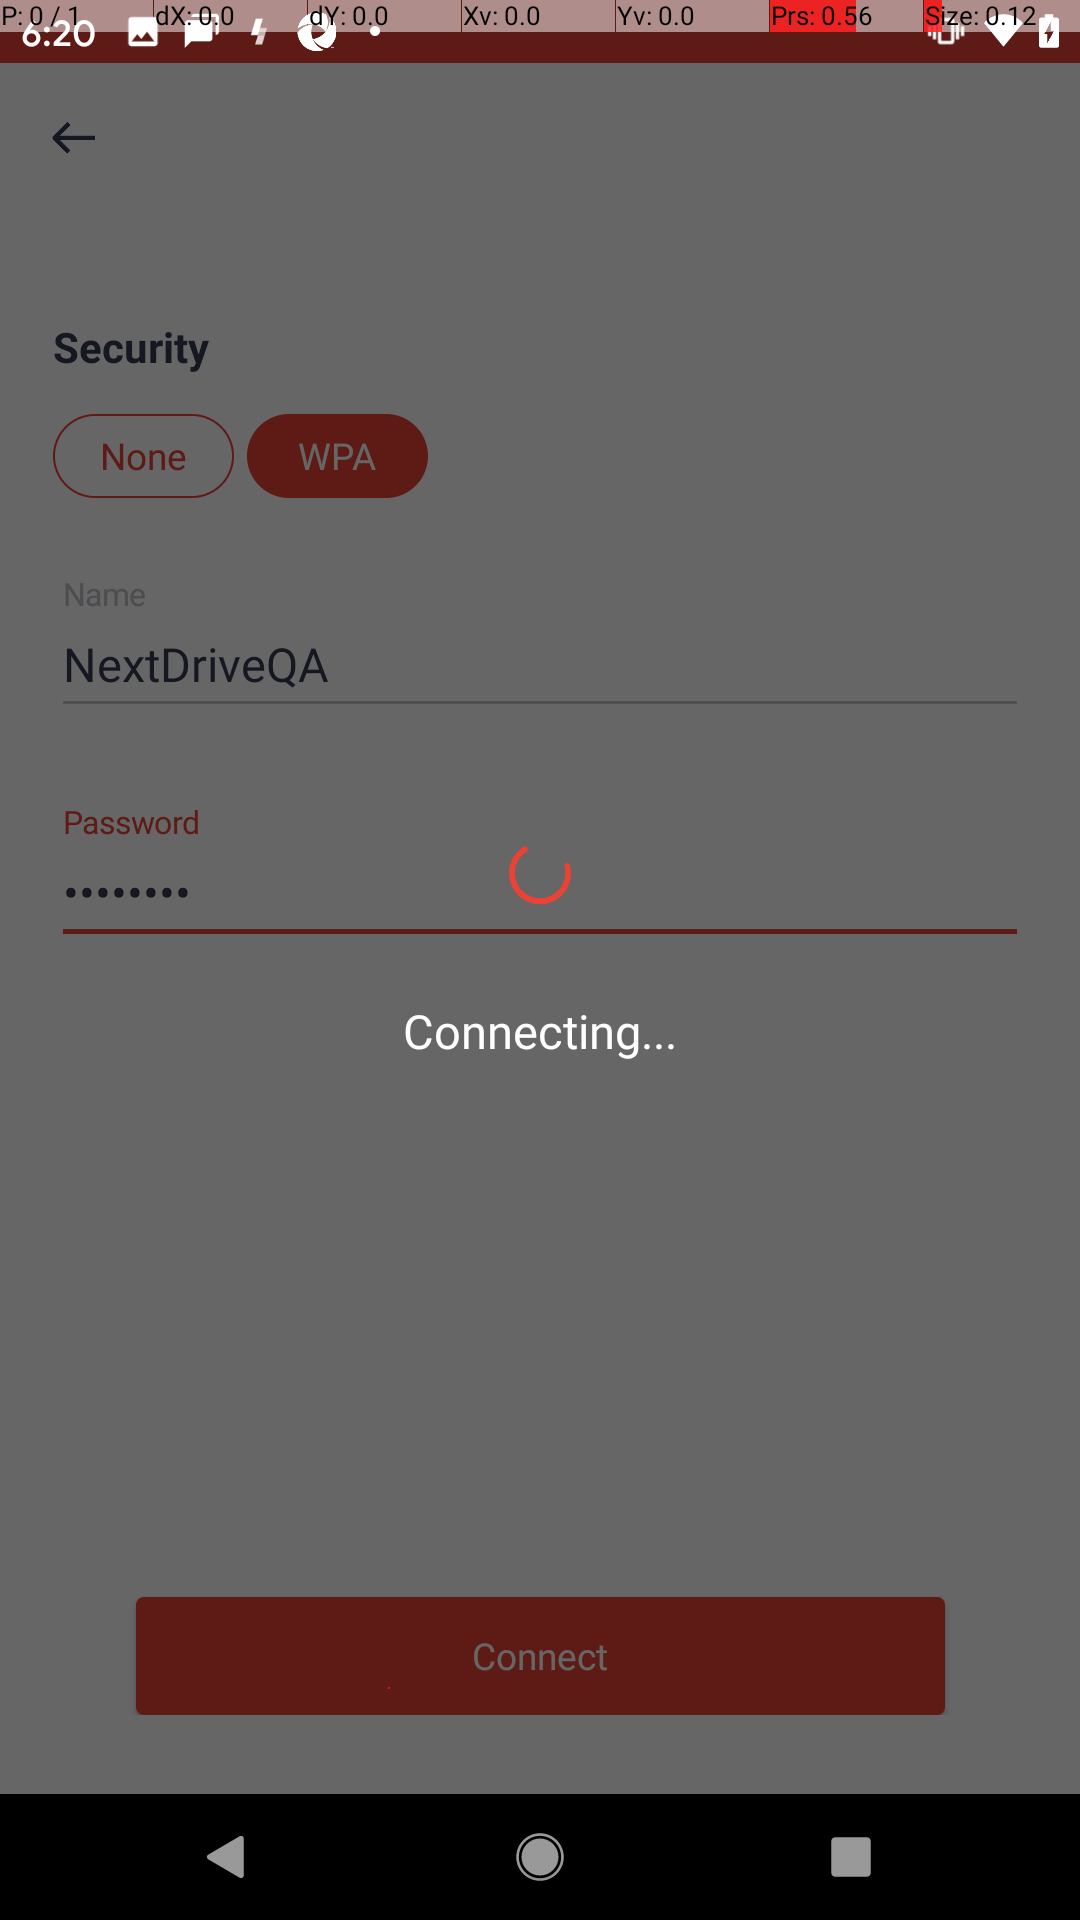 P: 0 / 1 dX: 0.0 dY: 0.0 Xv: 0.0 Yv: 0.0 Prs: 0.56 Size: 0.12
6:20
Security
None WPA
Name
NextDriveQA
Password
••••••••
Connecting...
Connect